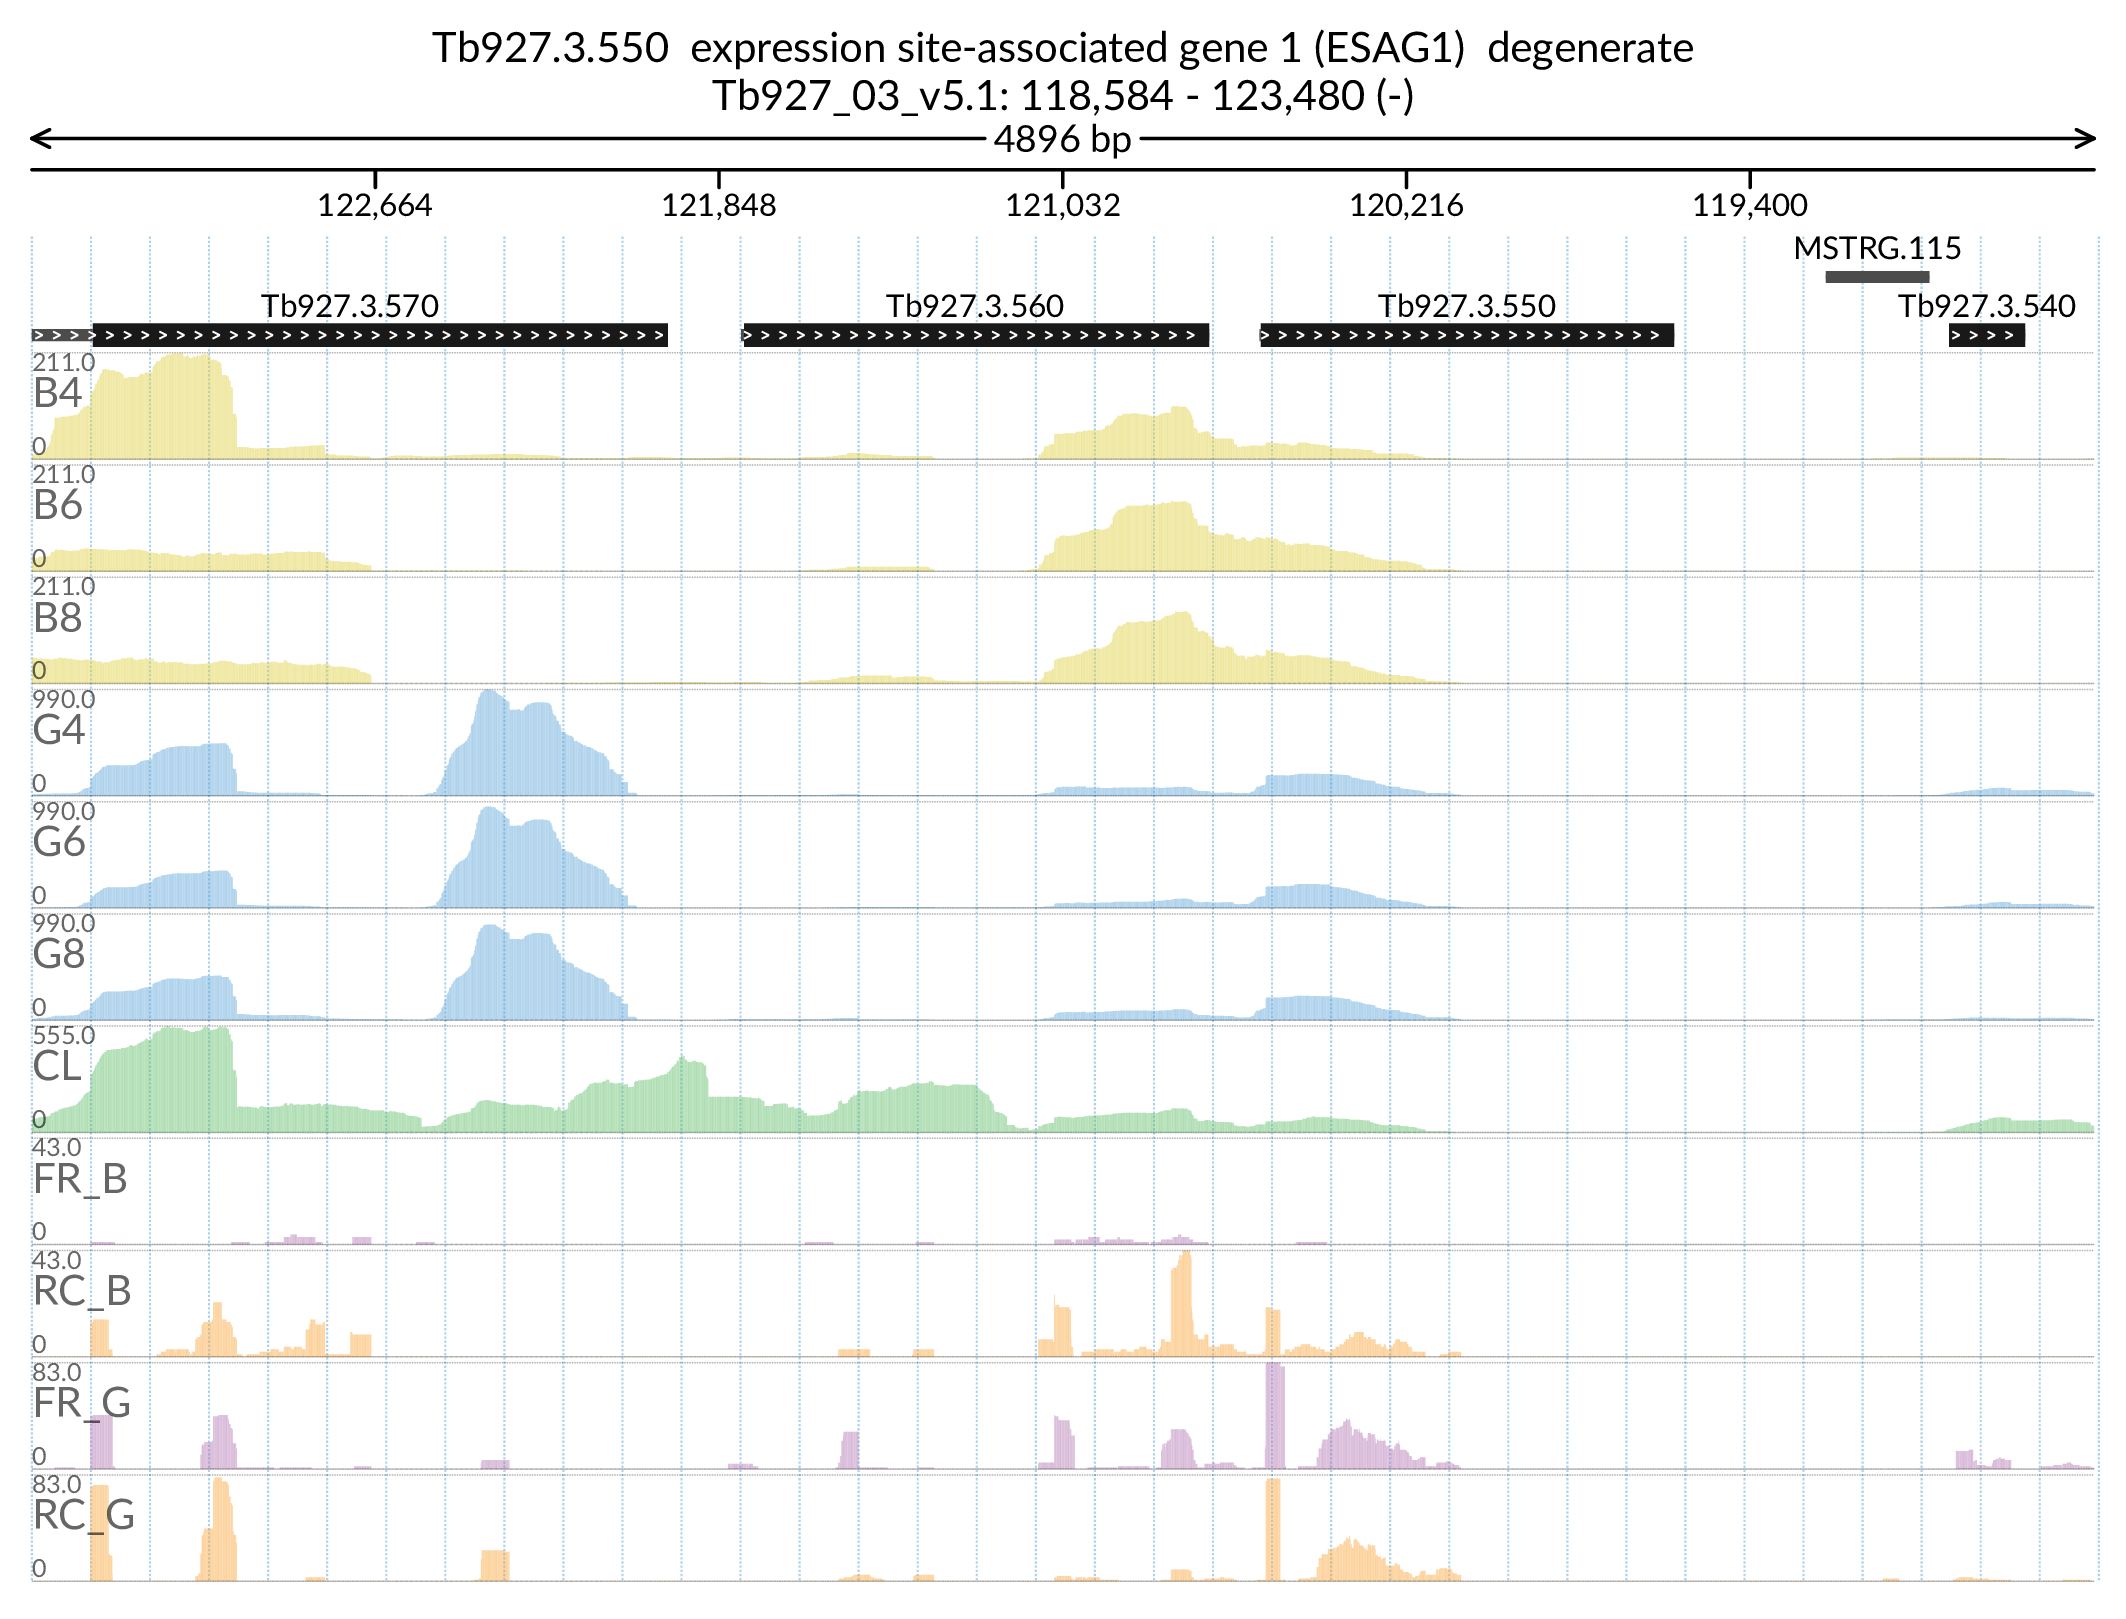 Tb927.3.550  expression site-associated gene 1 (ESAG1)  degenerate
Tb927_03_v5.1: 118,584 - 123,480 (-)
4896 bp
122,664 121,848 121,032 120,216 119,400
MSTRG.115
Tb927.3.570 Tb927.3.560 Tb927.3.550 Tb927.3.540
211.0
B4
0
211.0
B6
0
211.0
B8
0
990.0
G4
0
990.0
G6
0
990.0
G8
0
555.0
CL
0
43.0
FR_B
0
43.0
RC_B
0
83.0
FR_G
0
83.0
RC_G
0